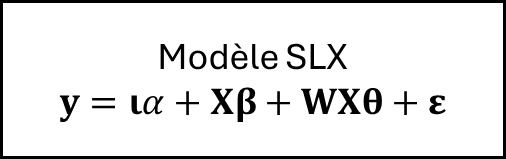 Modèle SLX
𝐲 = 𝛊𝛼 + 𝐗𝛃 + 𝐖𝐗𝛉 + 𝛆